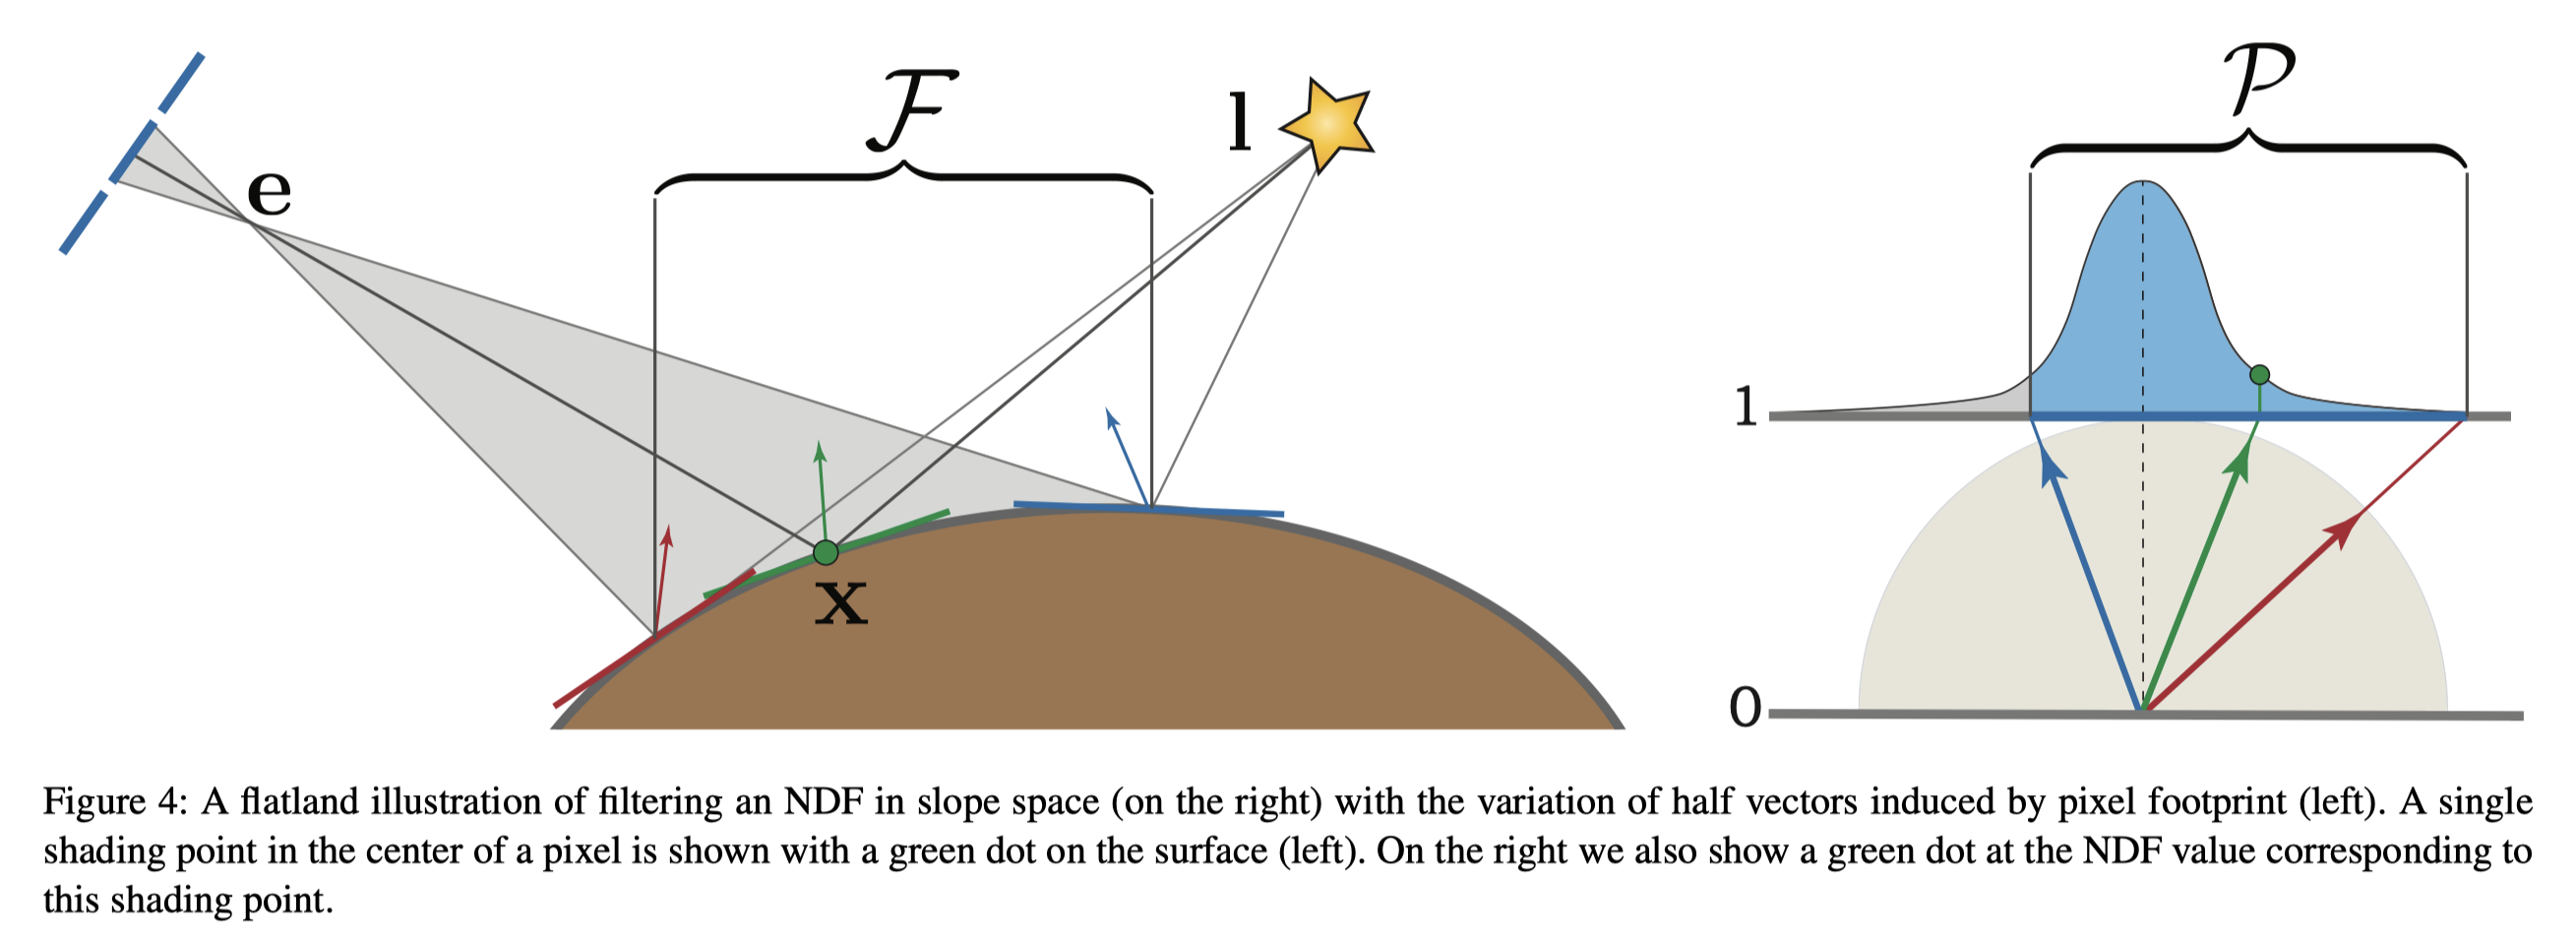 𝓕
l
𝓟
e
1
x
0
Figure 4: A flatland illustration of filtering an NDF in slope space (on the right) with the variation of half vectors induced by pixel footprint (left). A single
shading point in the center of a pixel is shown with a green dot on the surface (left). On the right we also show a green dot at the NDF value corresponding to
this shading point.